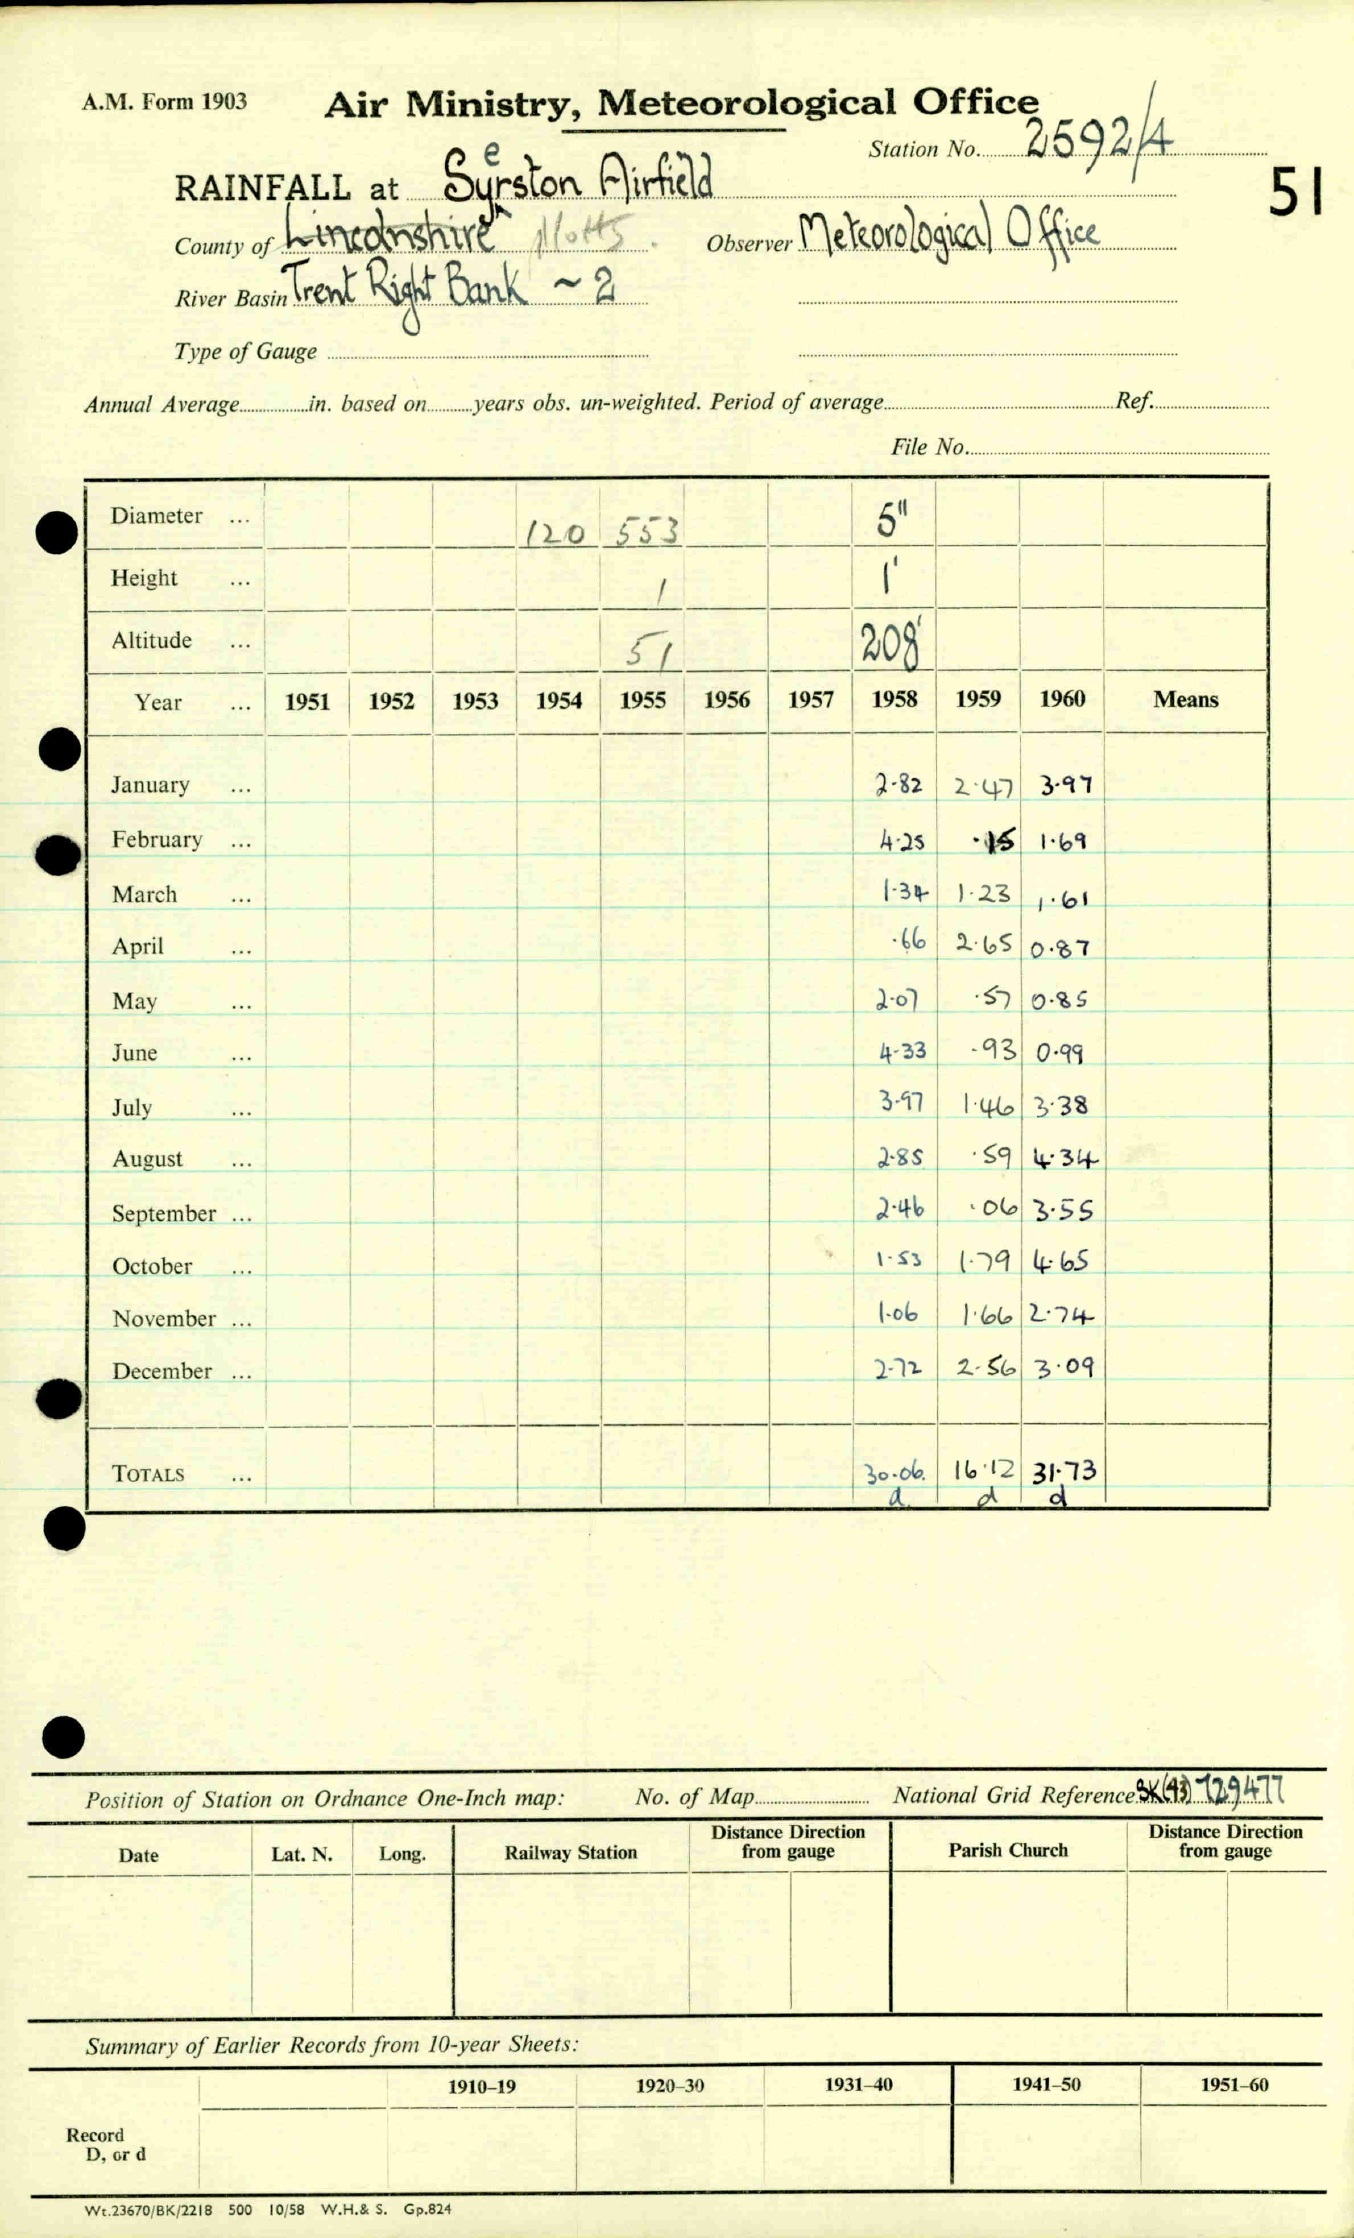 A.M. Form 1903
Air Ministry, Meteorological Office
Station No. 2592/4
51
RAINFALL at Syerston Airfield
County of Lincolnshire Notts.
Observer Meteorological Office
River Basin Trent Right Bank ~ 2
Type of Gauge
Annual Average in. based on years obs. un-weighted. Period of average Ref.
File No.
Diameter ... 120 553 5"
Height ... 1 1'
Altitude ... 51 208'
Year ... 1951 1952 1953 1954 1955 1956 1957 1958 1959 1960 Means
January ... 2·82 2·47 3·97
February ... 4·25 ·15 1·69
March ... 1·34 1·23 1·61
April ... ·66 2·65 0·87
May ... 2·07 ·57 0·85
June ... 4·33 ·93 0·99
July ... 3·97 1·46 3·38
August ... 2·85 ·59 4·34
September ... 2·46 ·06 3·55
October ... 1·53 1·79 4·65
November ... 1·06 1·66 2·74
December ... 2·72 2·56 3·09
TOTALS ... 30·06. 16·12 31·73
d. d d
Position of Station on Ordnance One-Inch map: No. of Map National Grid Reference SK(43) 729477
Date Lat. N. Long. Railway Station Distance Direction from gauge Parish Church Distance Direction from gauge
Summary of Earlier Records from 10-year Sheets:
1910–19 1920–30 1931–40 1941–50 1951–60
Record
D, or d
Wt.23670/BK/2218 500 10/58 W.H.& S. Gp.824